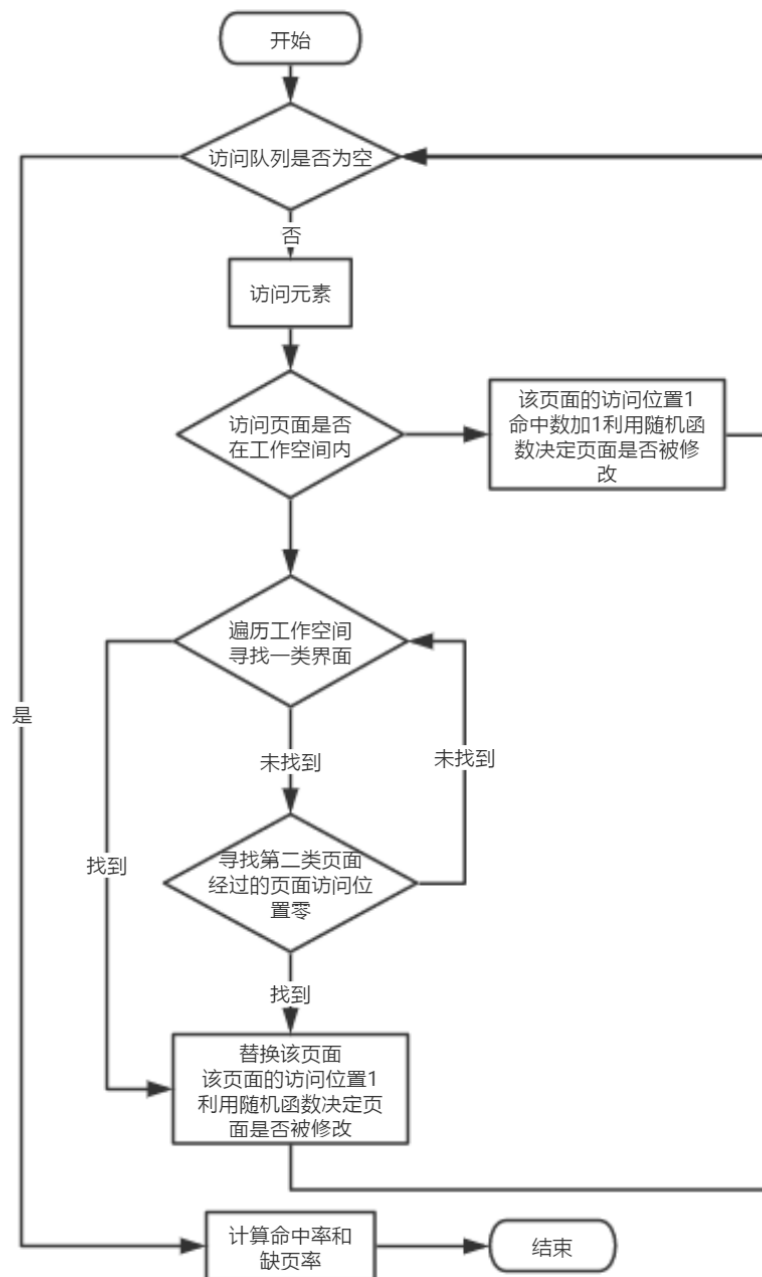 开始
访问队列是否为空
否
访问元素
访问页面是否
在工作空间内
该页面的访问位置1
命中数加1利用随机函
数决定页面是否被修
改
遍历工作空间
寻找一类界面
是
未找到
未找到
找到
寻找第二类页面
经过的页面访问位
置零
找到
替换该页面
该页面的访问位置1
利用随机函数决定页
面是否被修改
计算命中率和
缺页率
结束